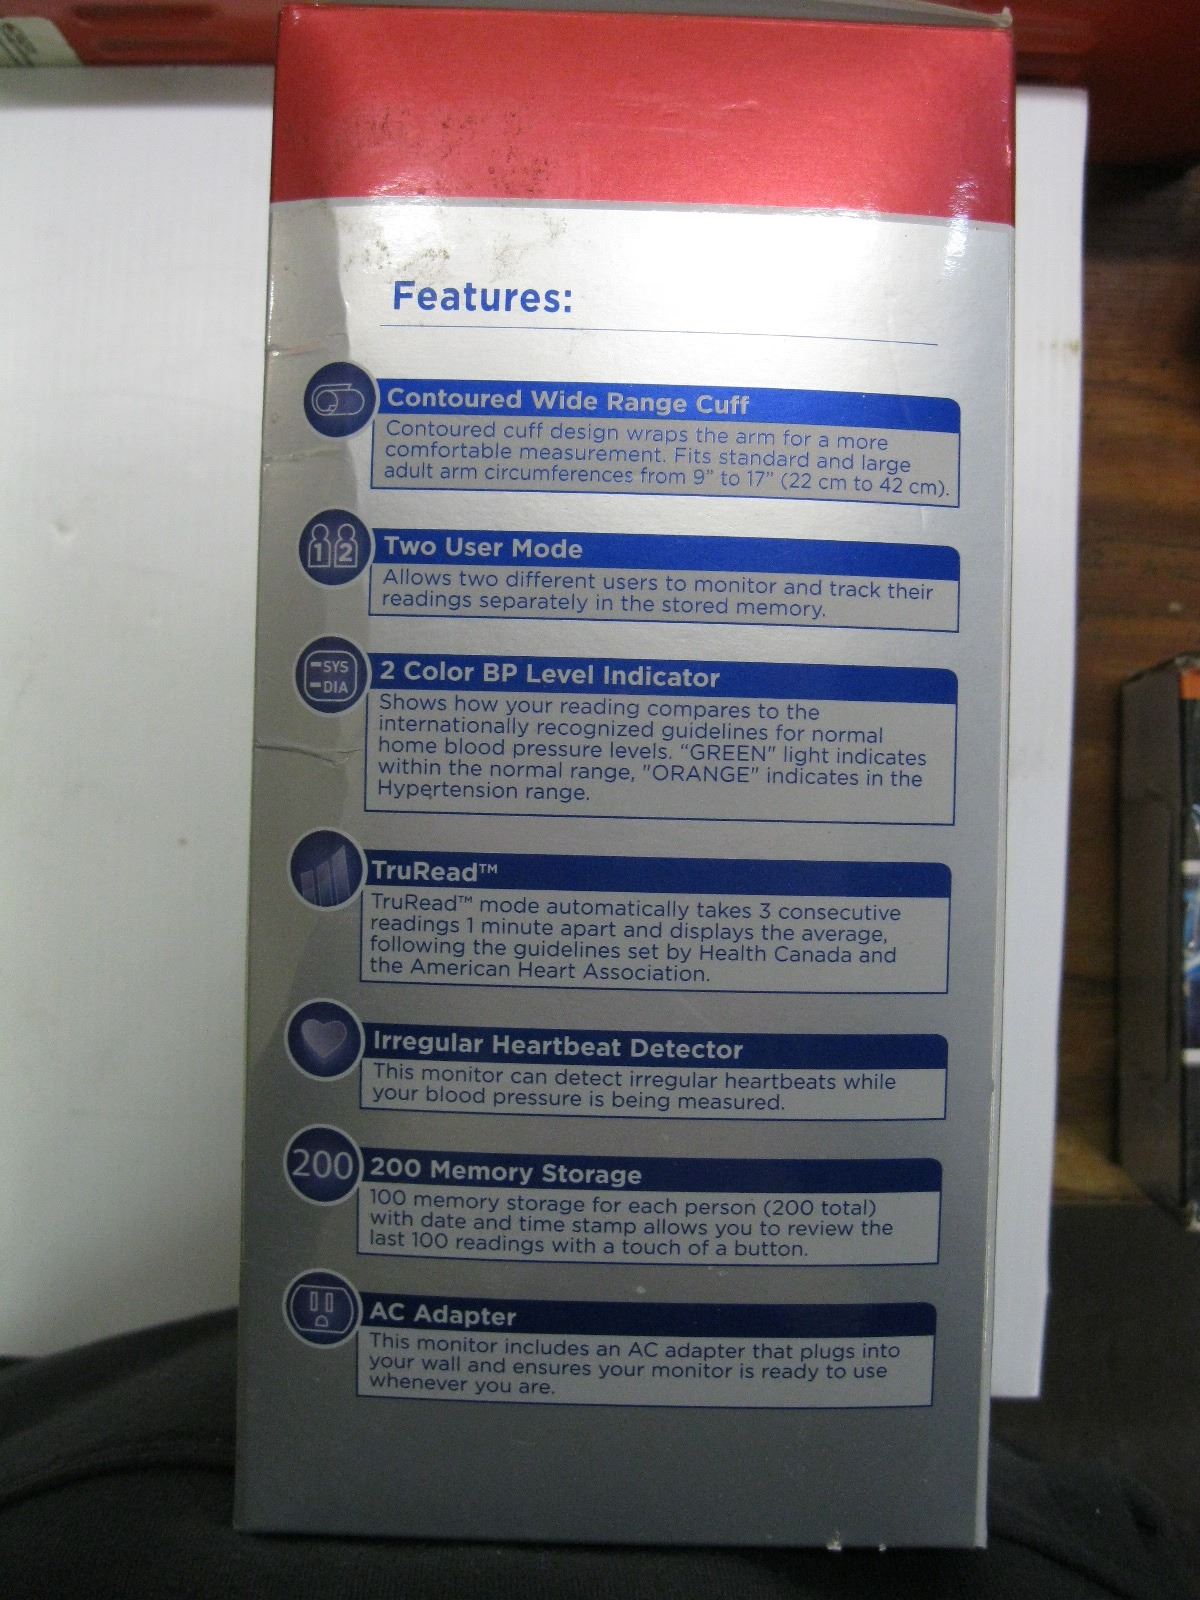 Features:
Contoured Wide Range Cuff
Contoured cuff design wraps the arm for a more
comfortable measurement. Fits standard and large
adult arm circumferences from 9” to 17” (22 cm to 42 cm).
1 2
Two User Mode
Allows two different users to monitor and track their
readings separately in the stored memory.
SYS
DIA
2 Color BP Level Indicator
Shows how your reading compares to the
internationally recognized guidelines for normal
home blood pressure levels. “GREEN" light indicates
within the normal range, "ORANGE" indicates in the
Hypertension range.
TruRead™
TruRead™ mode automatically takes 3 consecutive
readings 1 minute apart and displays the average,
following the guidelines set by Health Canada and
the American Heart Association.
Irregular Heartbeat Detector
This monitor can detect irregular heartbeats while
your blood pressure is being measured.
200
200 Memory Storage
100 memory storage for each person (200 total)
with date and time stamp allows you to review the
last 100 readings with a touch of a button.
AC Adapter
This monitor includes an AC adapter that plugs into
your wall and ensures your monitor is ready to use
whenever you are.